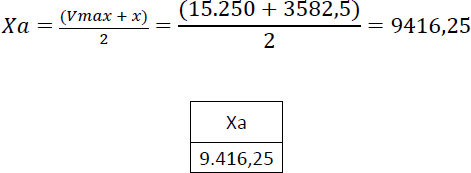 Xa = (Vmax + x) / 2 = (15.250 + 3582,5) / 2 = 9416,25
Xa
9.416,25